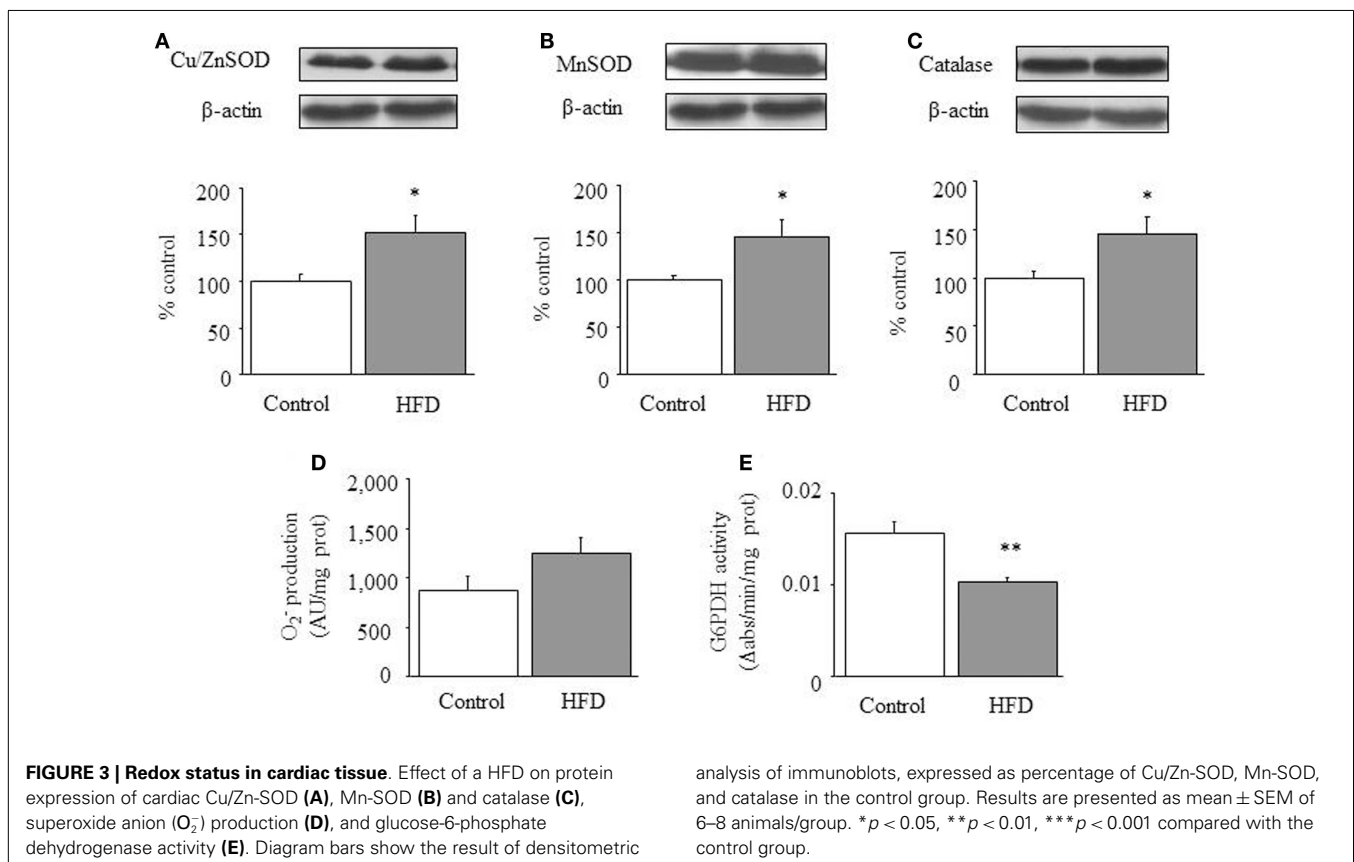 A
Cu/ZnSOD
β-actin
200
150
100
50
0
% control
*
Control HFD
B
MnSOD
β-actin
200
150
100
50
0
% control
*
Control HFD
C
Catalase
β-actin
200
150
100
50
0
% control
*
Control HFD
D
2,000
1,500
1,000
500
0
O₂⁻ production
(AU/mg prot)
Control HFD
E
0.02
0.01
0
G6PDH activity
(Δabs/min/mg prot)
**
Control HFD
FIGURE 3 | Redox status in cardiac tissue. Effect of a HFD on protein
expression of cardiac Cu/Zn-SOD (A), Mn-SOD (B) and catalase (C),
superoxide anion (O₂⁻) production (D), and glucose-6-phosphate
dehydrogenase activity (E). Diagram bars show the result of densitometric
analysis of immunoblots, expressed as percentage of Cu/Zn-SOD, Mn-SOD,
and catalase in the control group. Results are presented as mean ± SEM of
6–8 animals/group. *p < 0.05, **p < 0.01, ***p < 0.001 compared with the
control group.